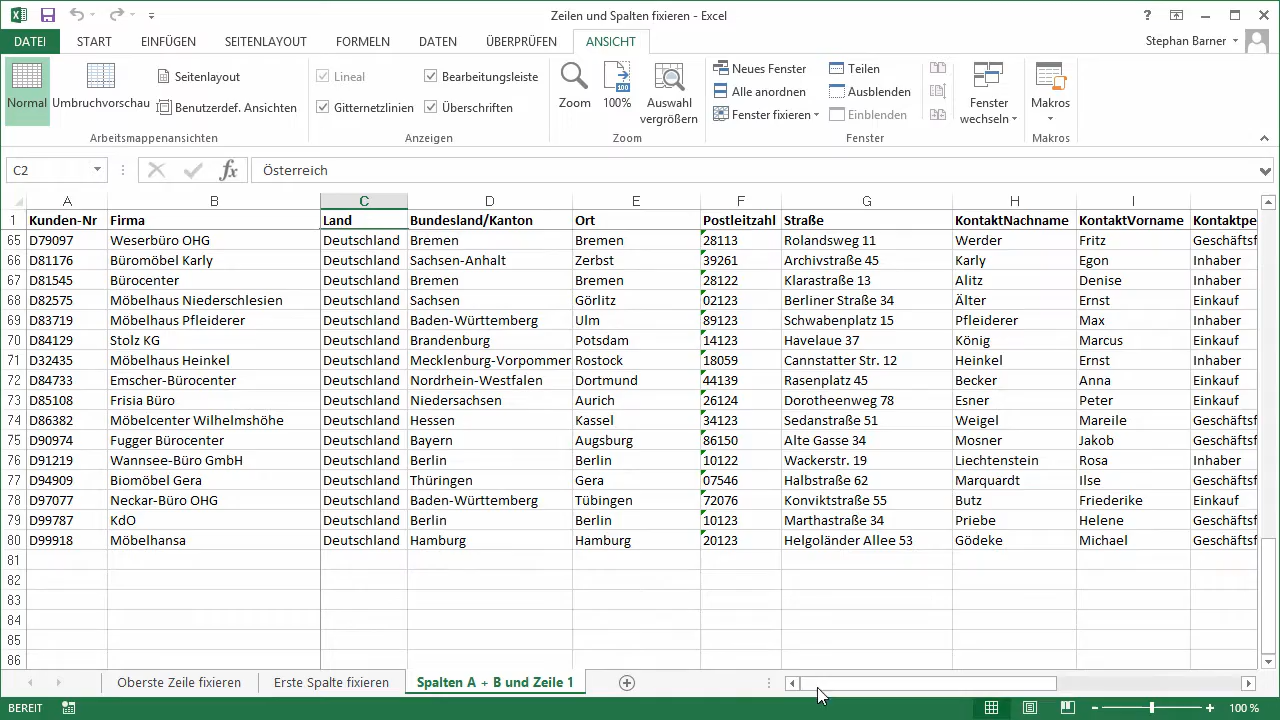 Zeilen und Spalten fixieren - Excel
?
DATEI START EINFÜGEN SEITENLAYOUT FORMELN DATEN ÜBERPRÜFEN ANSICHT Stephan Barner
Normal Umbruchvorschau Seitenlayout Benutzerdef. Ansichten
Lineal Bearbeitungsleiste
Gitternetzlinien Überschriften
Zoom 100% Auswahl vergrößern
Neues Fenster Teilen
Alle anordnen Ausblenden
Fenster fixieren Einblenden
Fenster wechseln Makros
Arbeitsmappenansichten Anzeigen Zoom Fenster Makros
C2 fx Österreich
A B C D E F G H I
1 Kunden-Nr Firma Land Bundesland/Kanton Ort Postleitzahl Straße KontaktNachname KontaktVorname Kontaktpe
65 D79097 Weserbüro OHG Deutschland Bremen Bremen 28113 Rolandsweg 11 Werder Fritz Geschäftsf
66 D81176 Büromöbel Karly Deutschland Sachsen-Anhalt Zerbst 39261 Archivstraße 45 Karly Egon Inhaber
67 D81545 Bürocenter Deutschland Bremen Bremen 28122 Klarastraße 13 Alitz Denise Inhaber
68 D82575 Möbelhaus Niederschlesien Deutschland Sachsen Görlitz 02123 Berliner Straße 34 Älter Ernst Einkauf
69 D83719 Möbelhaus Pfleiderer Deutschland Baden-Württemberg Ulm 89123 Schwabenplatz 15 Pfleiderer Max Inhaber
70 D84129 Stolz KG Deutschland Brandenburg Potsdam 14123 Havelaue 37 König Marcus Einkauf
71 D32435 Möbelhaus Heinkel Deutschland Mecklenburg-Vorpommer Rostock 18059 Cannstatter Str. 12 Heinkel Ernst Inhaber
72 D84733 Emscher-Bürocenter Deutschland Nordrhein-Westfalen Dortmund 44139 Rasenplatz 45 Becker Anna Einkauf
73 D85108 Frisia Büro Deutschland Niedersachsen Aurich 26124 Dorotheenweg 78 Esner Peter Einkauf
74 D86382 Möbelcenter Wilhelmshöhe Deutschland Hessen Kassel 34123 Sedanstraße 51 Weigel Mareile Geschäftsf
75 D90974 Fugger Bürocenter Deutschland Bayern Augsburg 86150 Alte Gasse 34 Mosner Jakob Geschäftsf
76 D91219 Wannsee-Büro GmbH Deutschland Berlin Berlin 10122 Wackerstr. 19 Liechtenstein Rosa Inhaber
77 D94909 Biomöbel Gera Deutschland Thüringen Gera 07546 Halbstraße 62 Marquardt Ilse Geschäftsf
78 D97077 Neckar-Büro OHG Deutschland Baden-Württemberg Tübingen 72076 Konviktstraße 55 Butz Friederike Einkauf
79 D99787 KdO Deutschland Berlin Berlin 10123 Marthastraße 34 Priebe Helene Geschäftsf
80 D99918 Möbelhansa Deutschland Hamburg Hamburg 20123 Helgoländer Allee 53 Gödeke Michael Geschäftsf
81
82
83
84
85
86
Oberste Zeile fixieren Erste Spalte fixieren Spalten A + B und Zeile 1
BEREIT 100 %